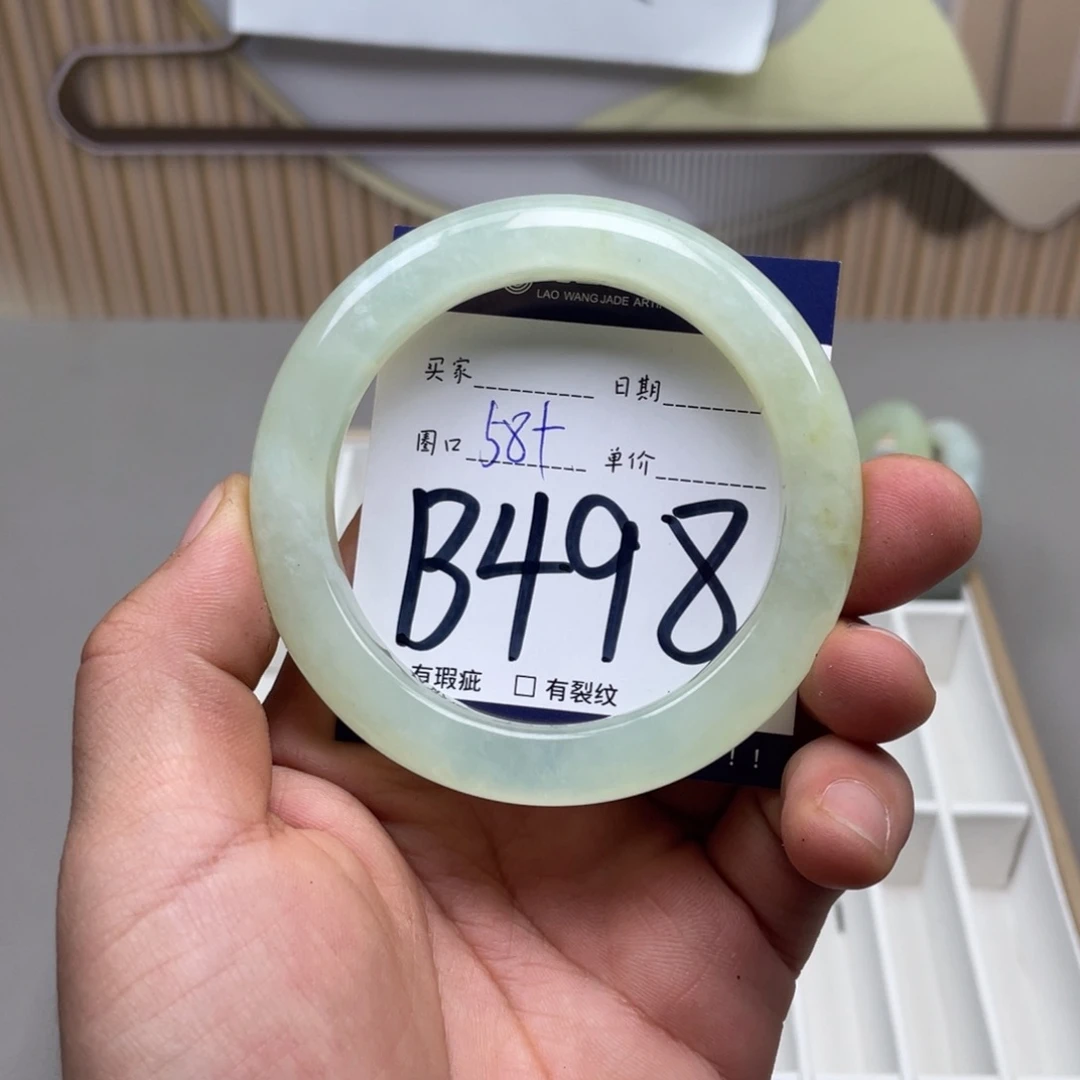 LAO WANG JADE ART
买家 日期
圈口 58+ 单价
B498
有瑕疵 □ 有裂纹
!!